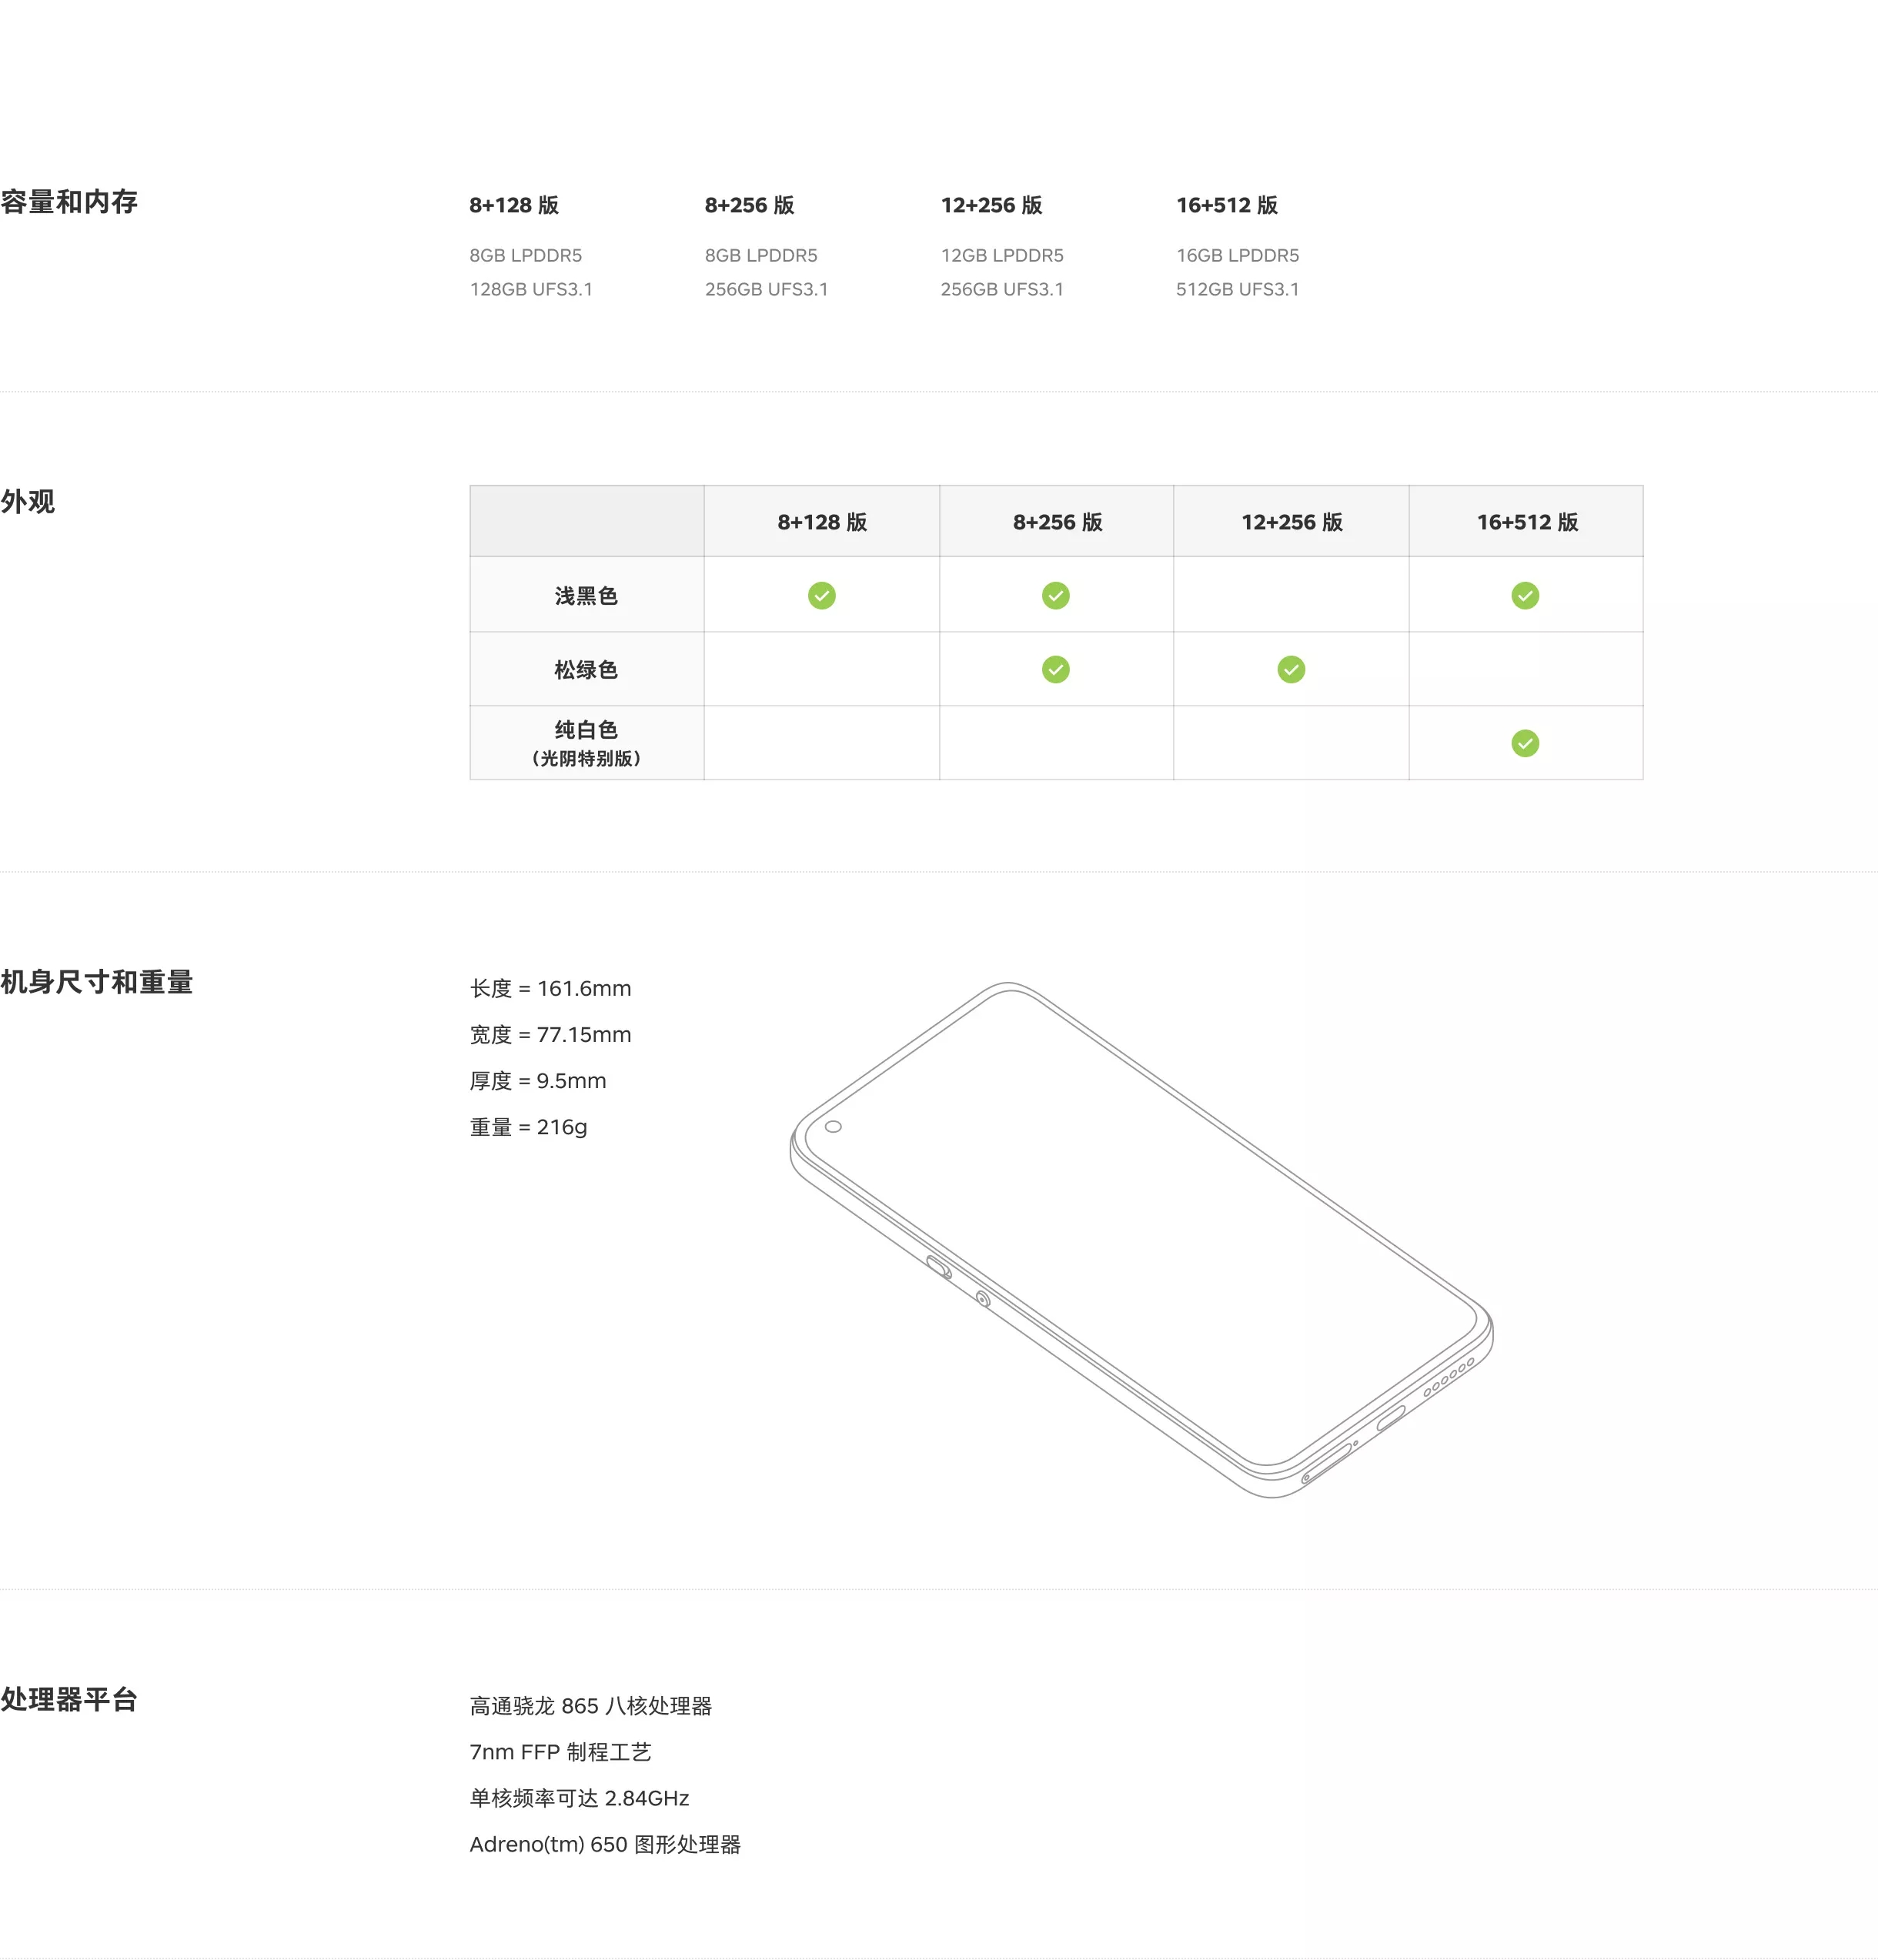 容量和内存
8+128 版 8+256 版 12+256 版 16+512 版
8GB LPDDR5 8GB LPDDR5 12GB LPDDR5 16GB LPDDR5
128GB UFS3.1 256GB UFS3.1 256GB UFS3.1 512GB UFS3.1
外观
8+128 版 8+256 版 12+256 版 16+512 版
浅黑色
松绿色
纯白色
(光阴特别版)
机身尺寸和重量
长度 = 161.6mm
宽度 = 77.15mm
厚度 = 9.5mm
重量 = 216g
处理器平台
高通骁龙 865 八核处理器
7nm FFP 制程工艺
单核频率可达 2.84GHz
Adreno(tm) 650 图形处理器